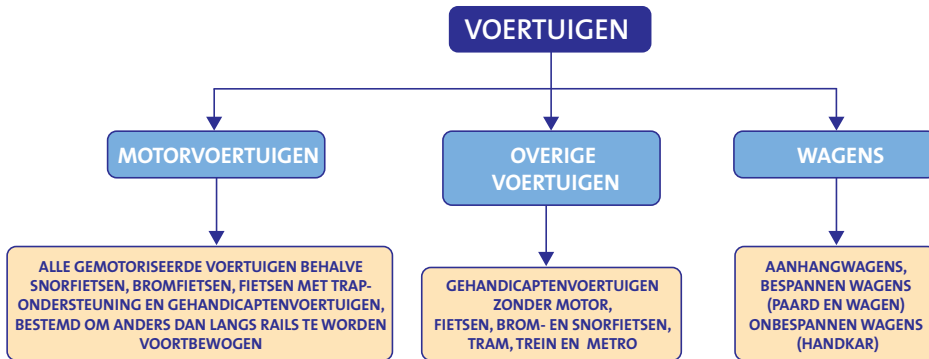 VOERTUIGEN
MOTORVOERTUIGEN
OVERIGE
VOERTUIGEN
WAGENS
ALLE GEMOTORISEERDE VOERTUIGEN BEHALVE
SNORFIETSEN, BROMFIETSEN, FIETSEN MET TRAP-
ONDERSTEUNING EN GEHANDICAPTENVOERTUIGEN,
BESTEMD OM ANDERS DAN LANGS RAILS TE WORDEN
VOORTBEWOGEN
GEHANDICAPTENVOERTUIGEN
ZONDER MOTOR,
FIETSEN, BROM- EN SNORFIETSEN,
TRAM, TREIN EN METRO
AANHANGWAGENS,
BESPANNEN WAGENS
(PAARD EN WAGEN)
ONBESPANNEN WAGENS
(HANDKAR)